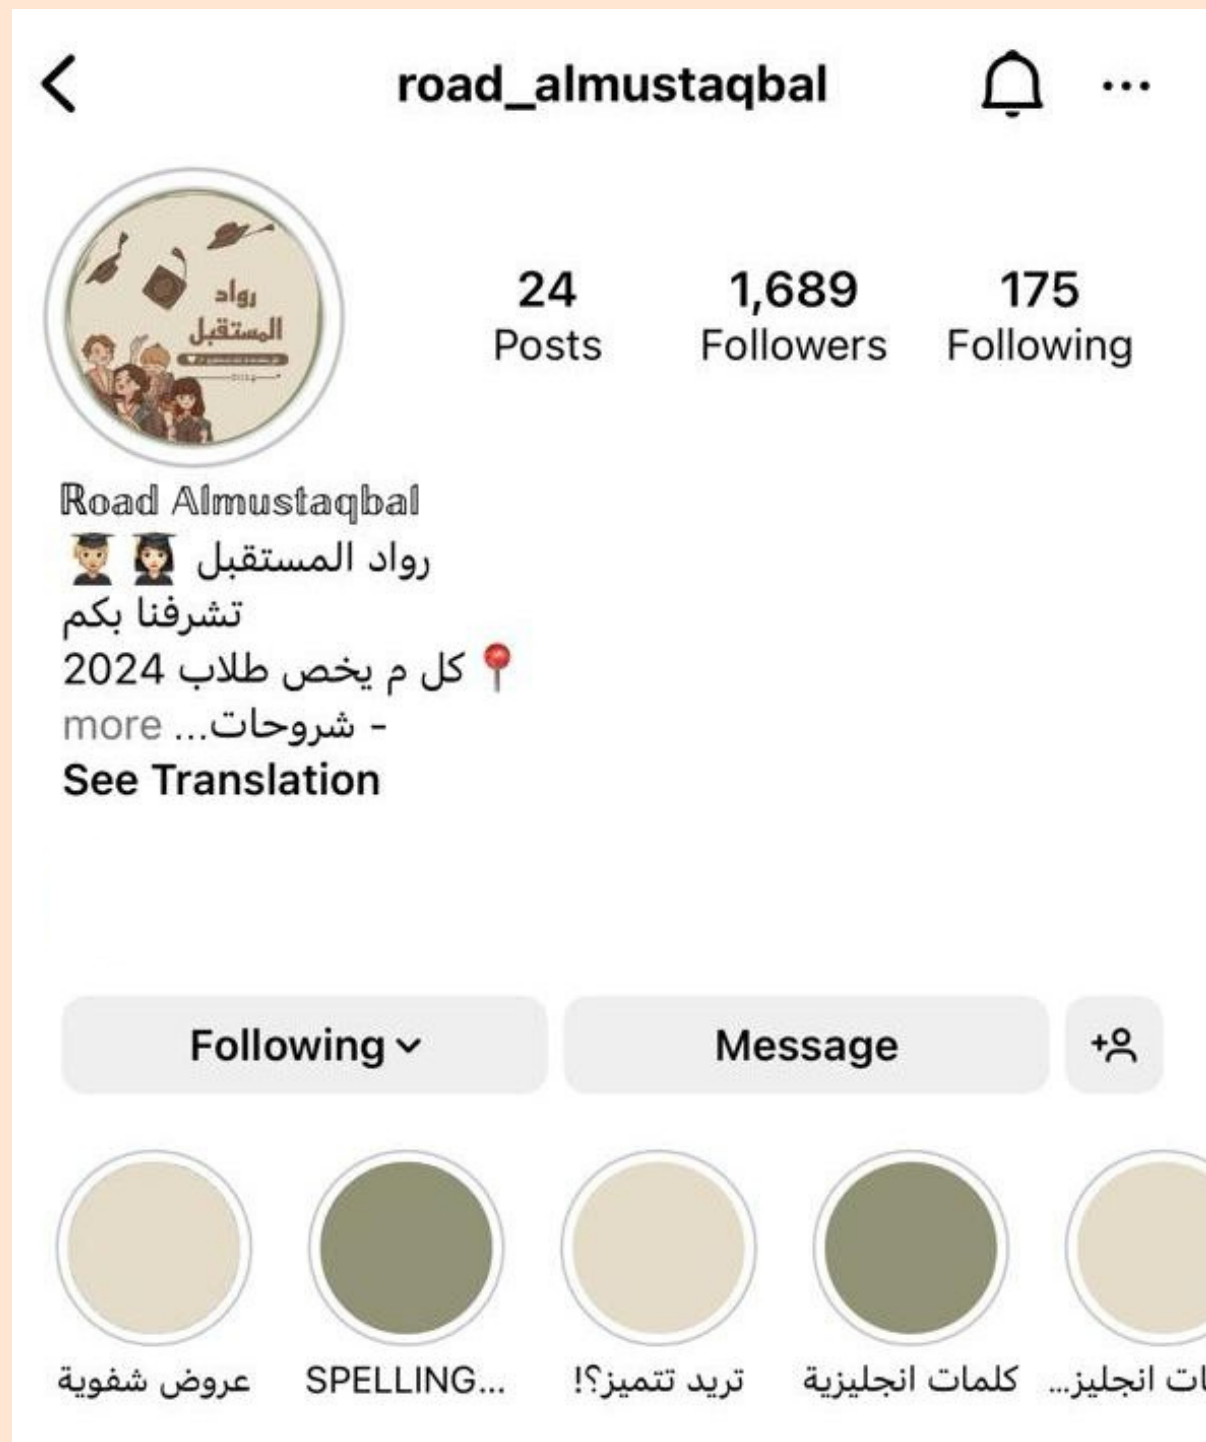 road_almustaqbal
رواد
المستقبل
24
Posts
1,689
Followers
175
Following
ℝ𝕠𝕒𝕕 𝔸𝕝𝕞𝕦𝕤𝕥𝕒𝕢𝕓𝕒𝕝
رواد المستقبل 👩🏻‍🎓 👨🏼‍🎓
تشرفنا بكم
📍 كل م يخص طلاب 2024
- شروحات... more
See Translation
Following
Message
عروض شفوية
SPELLING...
تريد تتميز؟!
كلمات انجليزية
ات انجليز...